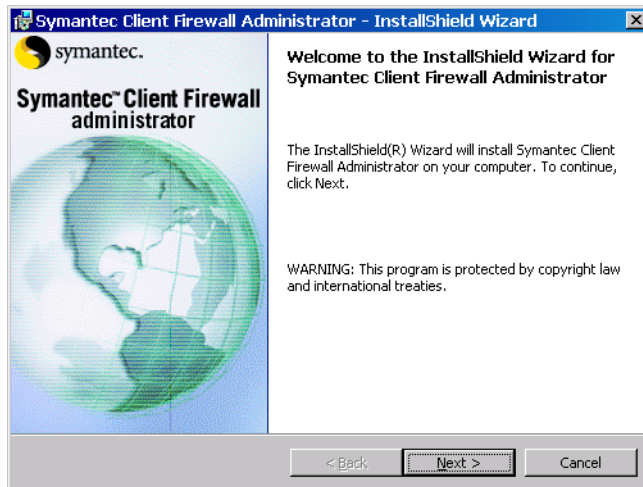 Symantec Client Firewall Administrator - InstallShield Wizard
symantec.
Symantec™ Client Firewall
administrator
Welcome to the InstallShield Wizard for
Symantec Client Firewall Administrator
The InstallShield(R) Wizard will install Symantec Client
Firewall Administrator on your computer. To continue,
click Next.
WARNING: This program is protected by copyright law
and international treaties.
< Back
Next >
Cancel